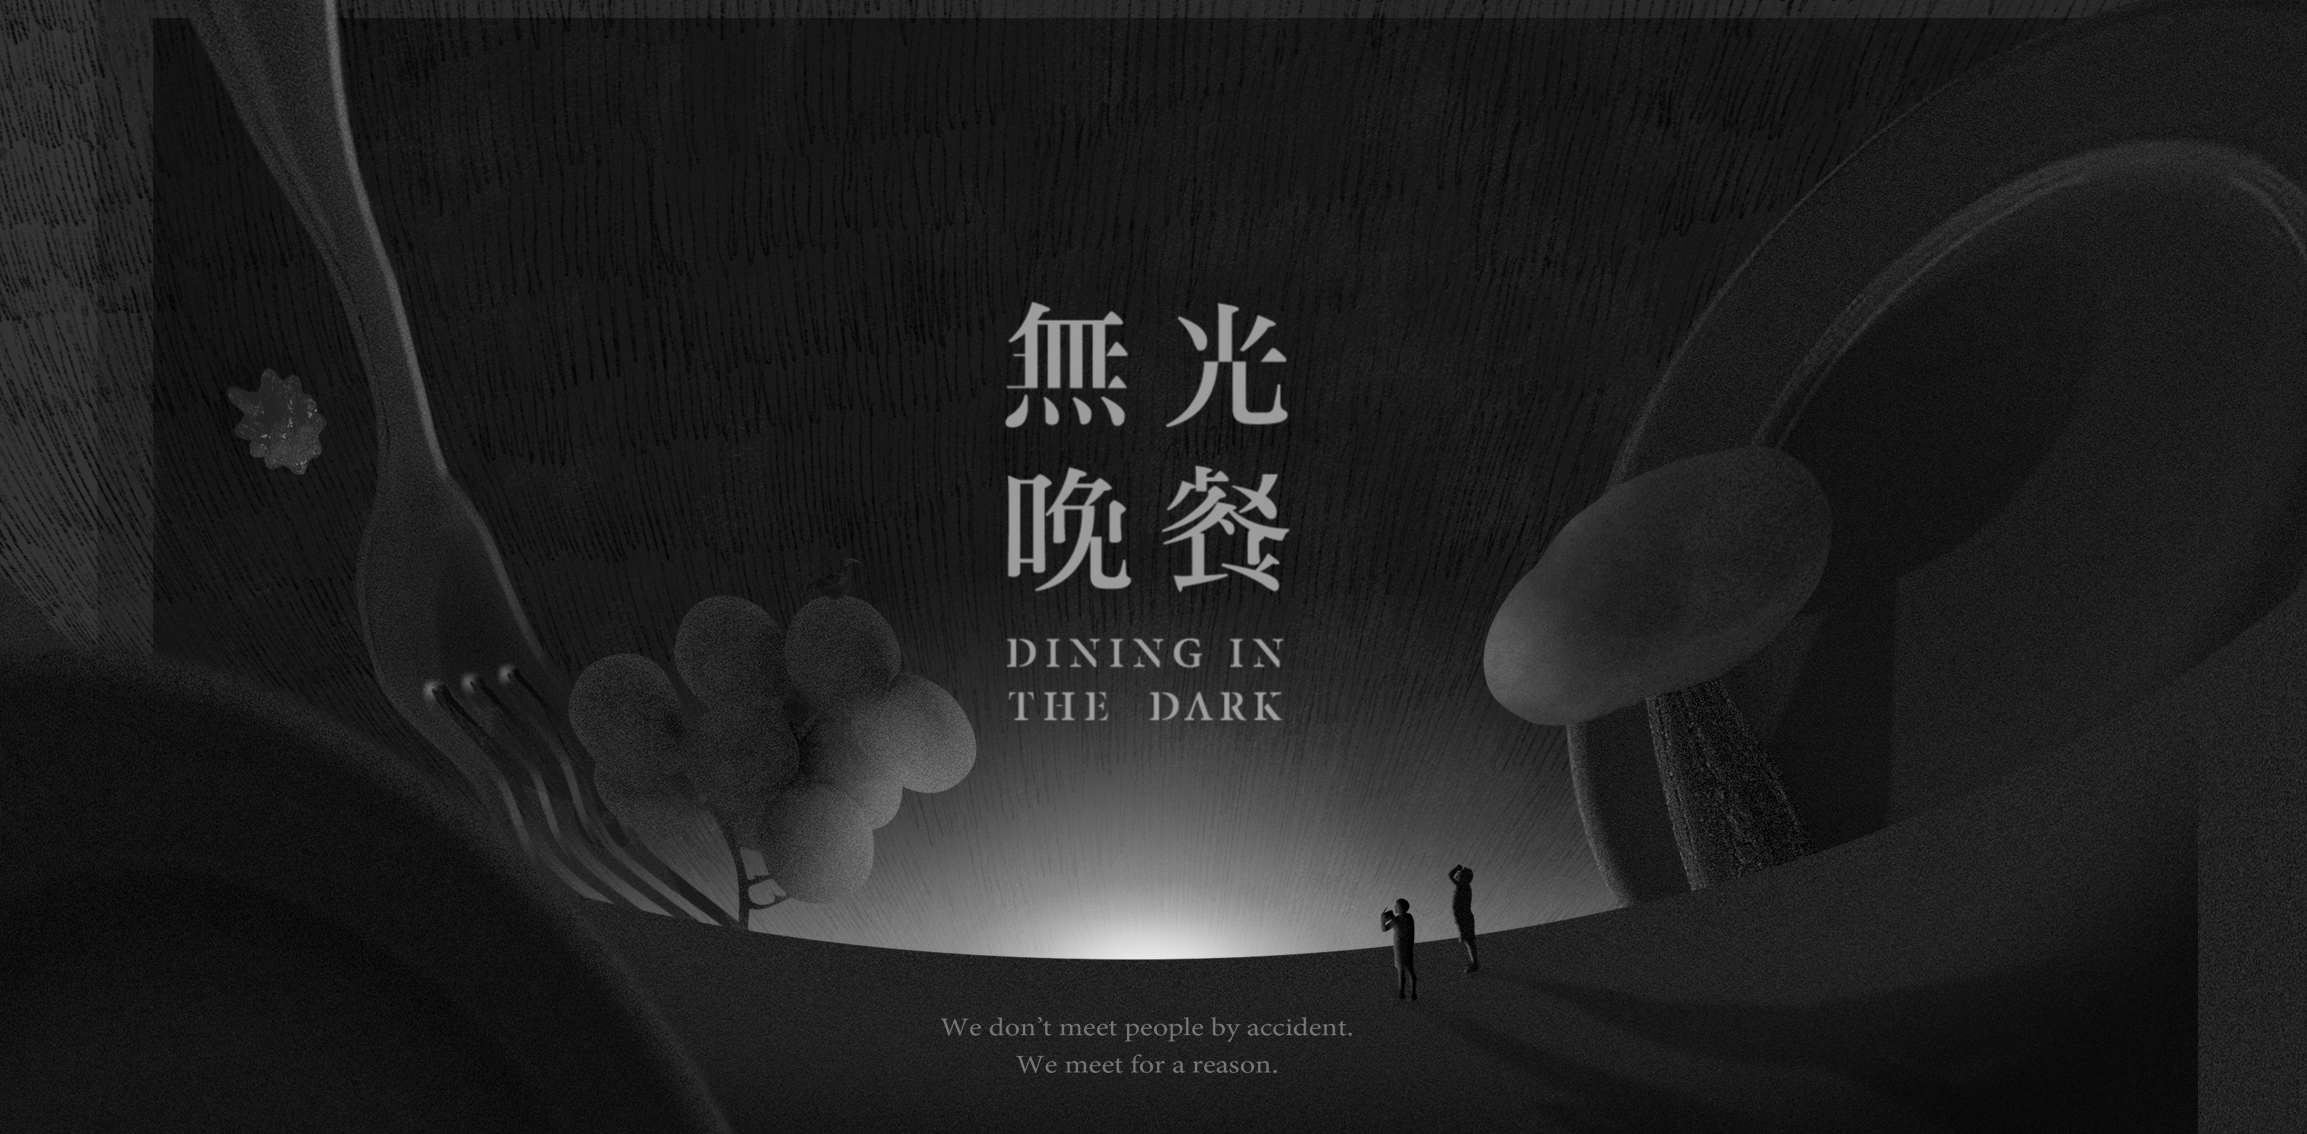 無光
晚餐
DINING IN
THE DARK
We don’t meet people by accident.
We meet for a reason.